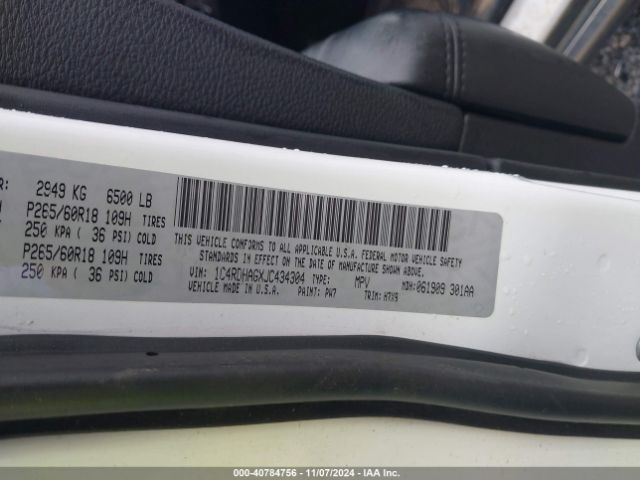 R: 2949 KG 6500 LB
P265/60R18 109H TIRES
250 KPA ( 36 PSI) COLD
P265/60R18 109H TIRES
250 KPA ( 36 PSI) COLD
THIS VEHICLE CONFORMS TO ALL APPLICABLE U.S.A. FEDERAL MOTOR VEHICLE SAFETY
STANDARDS IN EFFECT ON THE DATE OF MANUFACTURE SHOWN ABOVE.
VIN: 1C4RDHAGXJC434304 MPV MDH:061909 301AA
VEHICLE MADE IN U.S.A. PAINT: PW7 TRIM: H7X9
000-40784756 - 11/07/2024 - IAA Inc.